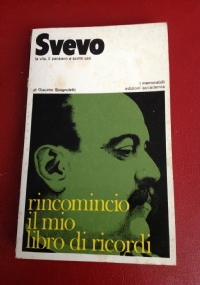 Svevo
la vita, il pensiero e scritti vari
di Giacinto Spagnoletti
i memorabili
edizioni accademia
rincomincio
il mio
libro di ricordi